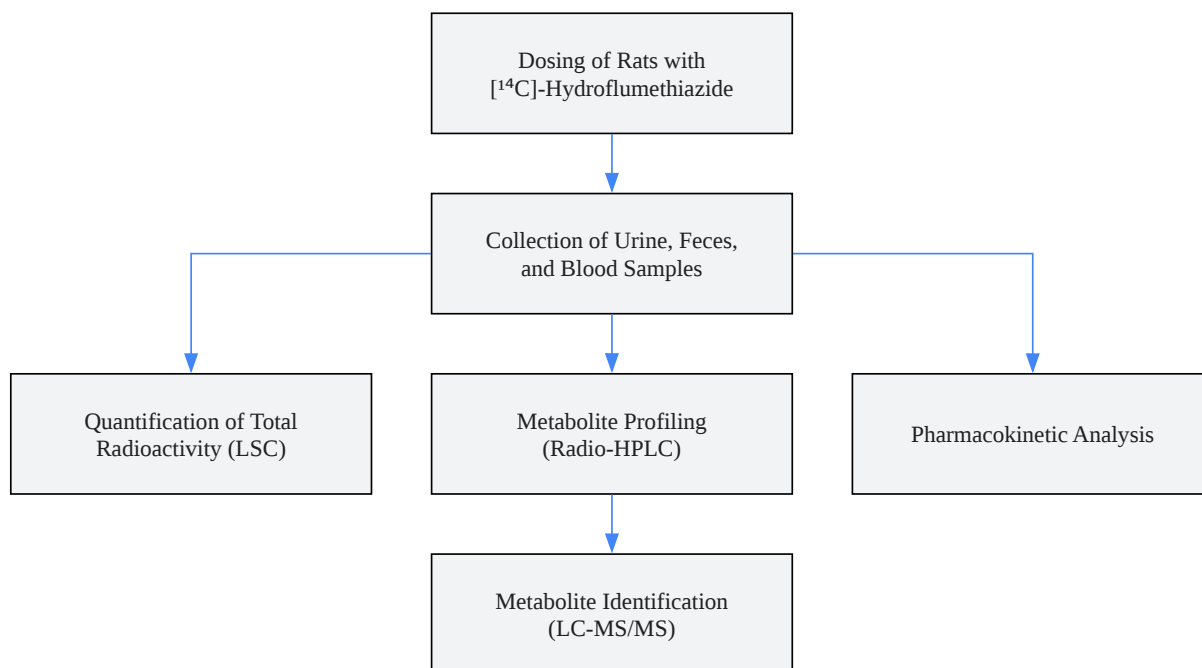 Dosing of Rats with
[¹⁴C]-Hydroflumethiazide
Collection of Urine, Feces,
and Blood Samples
Quantification of Total
Radioactivity (LSC)
Metabolite Profiling
(Radio-HPLC)
Pharmacokinetic Analysis
Metabolite Identification
(LC-MS/MS)